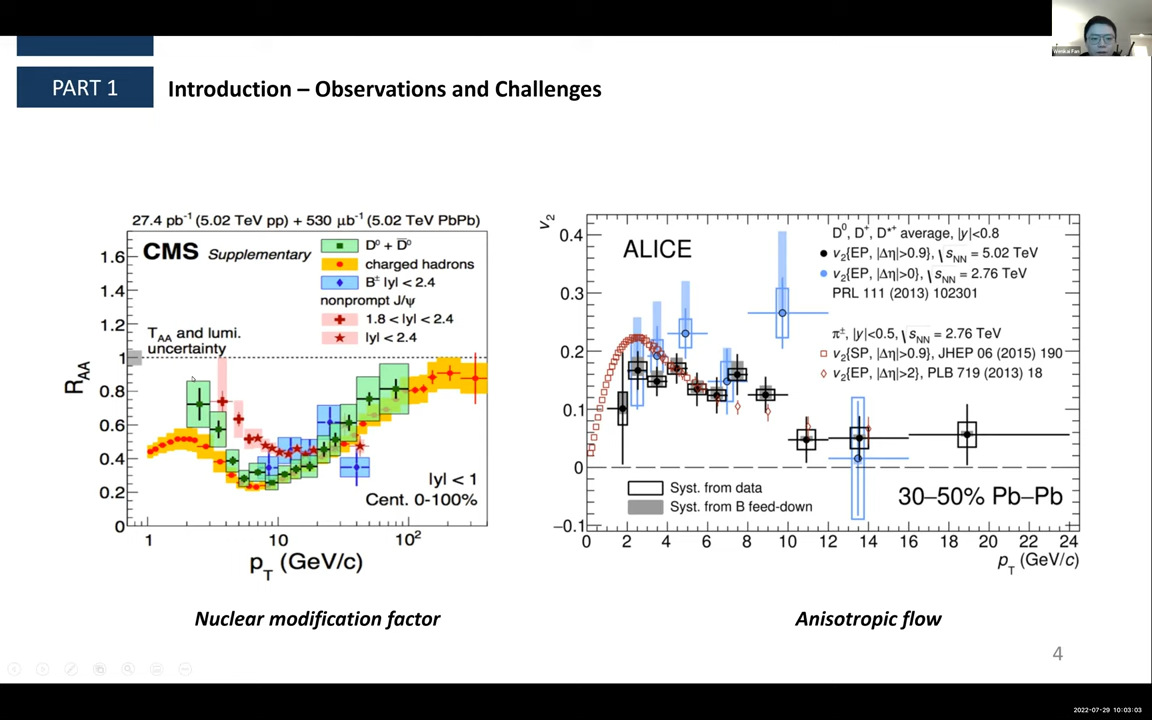 Wenkai Fan
PART 1
Introduction – Observations and Challenges
27.4 pb⁻¹ (5.02 TeV pp) + 530 μb⁻¹ (5.02 TeV PbPb)
CMS Supplementary
D⁰ + D̅⁰
charged hadrons
B± |y| < 2.4
nonprompt J/ψ
1.8 < |y| < 2.4
|y| < 2.4
T_AA and lumi.
uncertainty
|y| < 1
Cent. 0-100%
R_AA
1.6
1.4
1.2
1
0.8
0.6
0.4
0.2
0
1 10 10²
p_T (GeV/c)
Nuclear modification factor
v₂
ALICE
D⁰, D⁺, D*⁺ average, |y|<0.8
v₂{EP, |Δη|>0.9}, √s_NN = 5.02 TeV
v₂{EP, |Δη|>0}, √s_NN = 2.76 TeV
PRL 111 (2013) 102301
π±, |y|<0.5, √s_NN = 2.76 TeV
v₂{SP, |Δη|>0.9}, JHEP 06 (2015) 190
v₂{EP, |Δη|>2}, PLB 719 (2013) 18
Syst. from data
Syst. from B feed-down
30–50% Pb–Pb
0.4
0.3
0.2
0.1
0
−0.1
0 2 4 6 8 10 12 14 16 18 20 22 24
p_T (GeV/c)
Anisotropic flow
4
2022-07-29 10:03:03